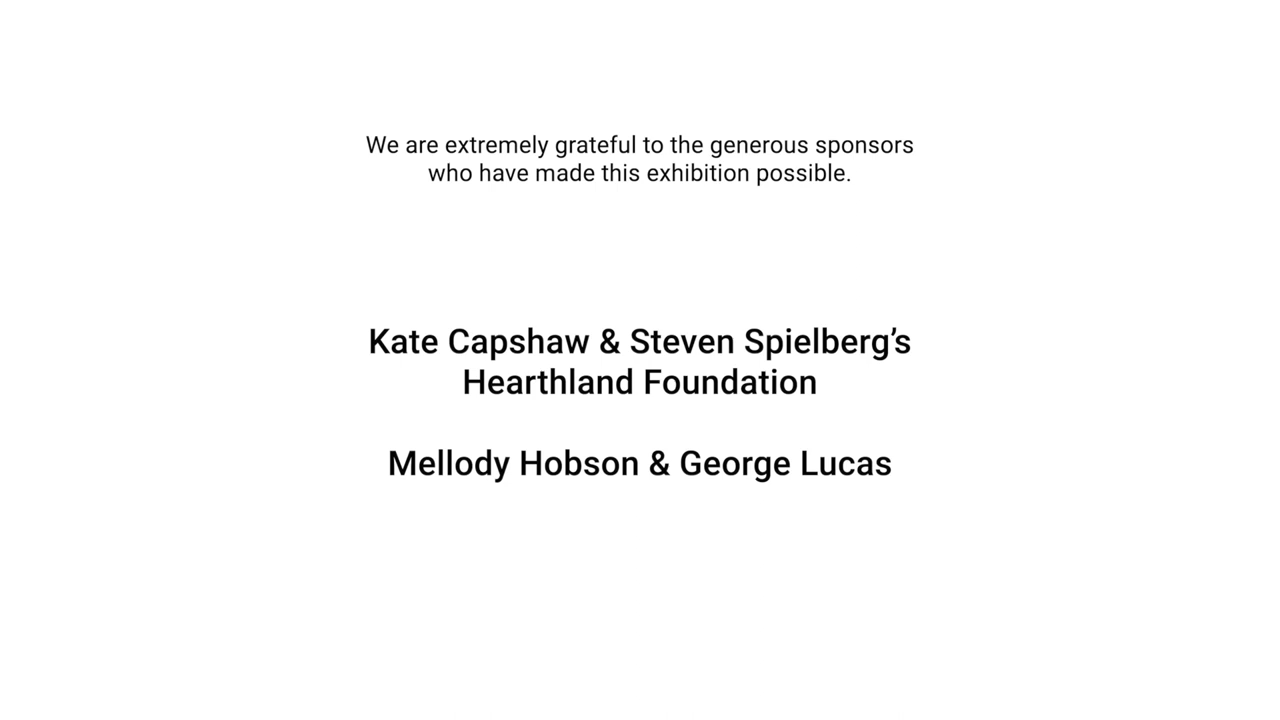 We are extremely grateful to the generous sponsors
who have made this exhibition possible.
Kate Capshaw & Steven Spielberg’s
Hearthland Foundation
Mellody Hobson & George Lucas